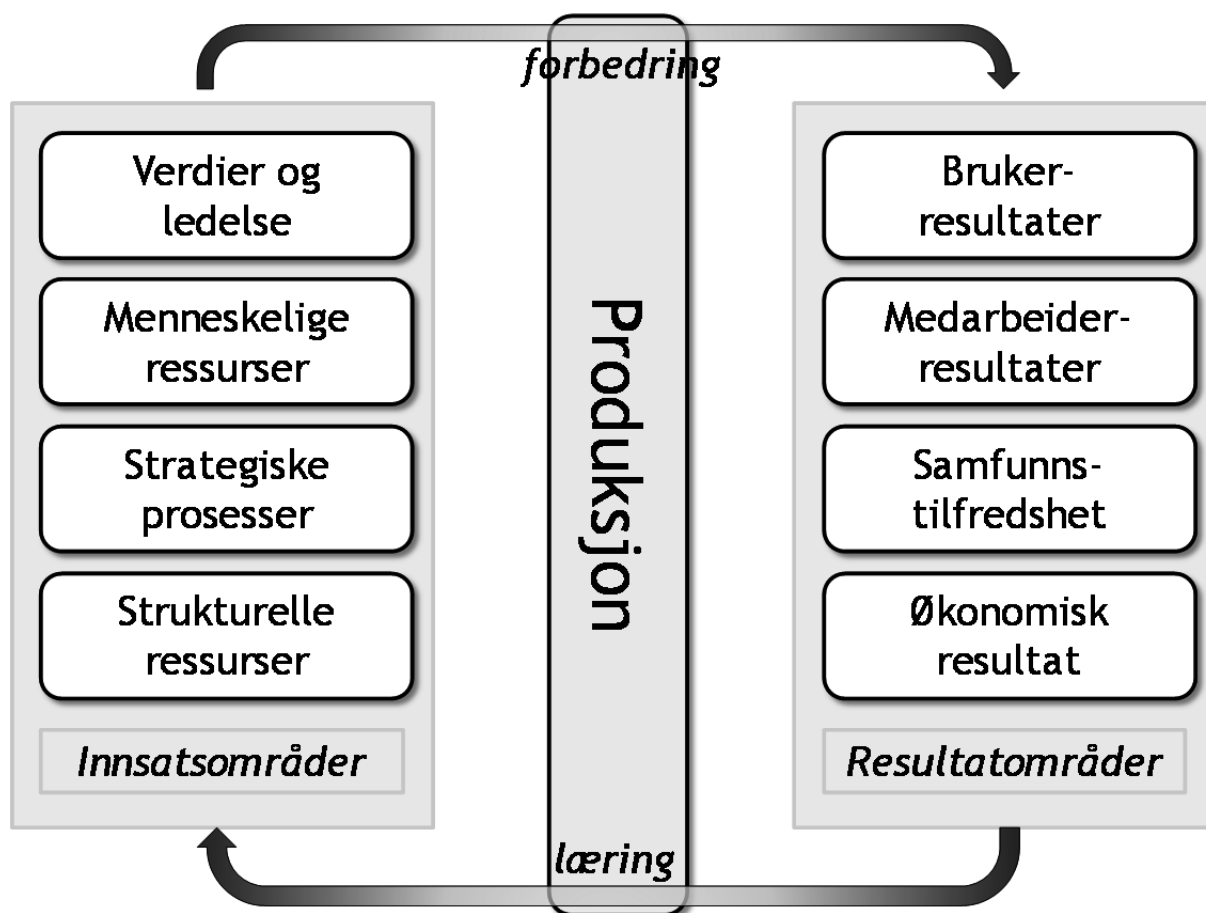 forbedring
Verdier og
ledelse
Menneskelige
ressurser
Strategiske
prosesser
Strukturelle
ressurser
Innsatsområder
Produksjon
Bruker-
resultater
Medarbeider-
resultater
Samfunns-
tilfredshet
Økonomisk
resultat
Resultatområder
læring